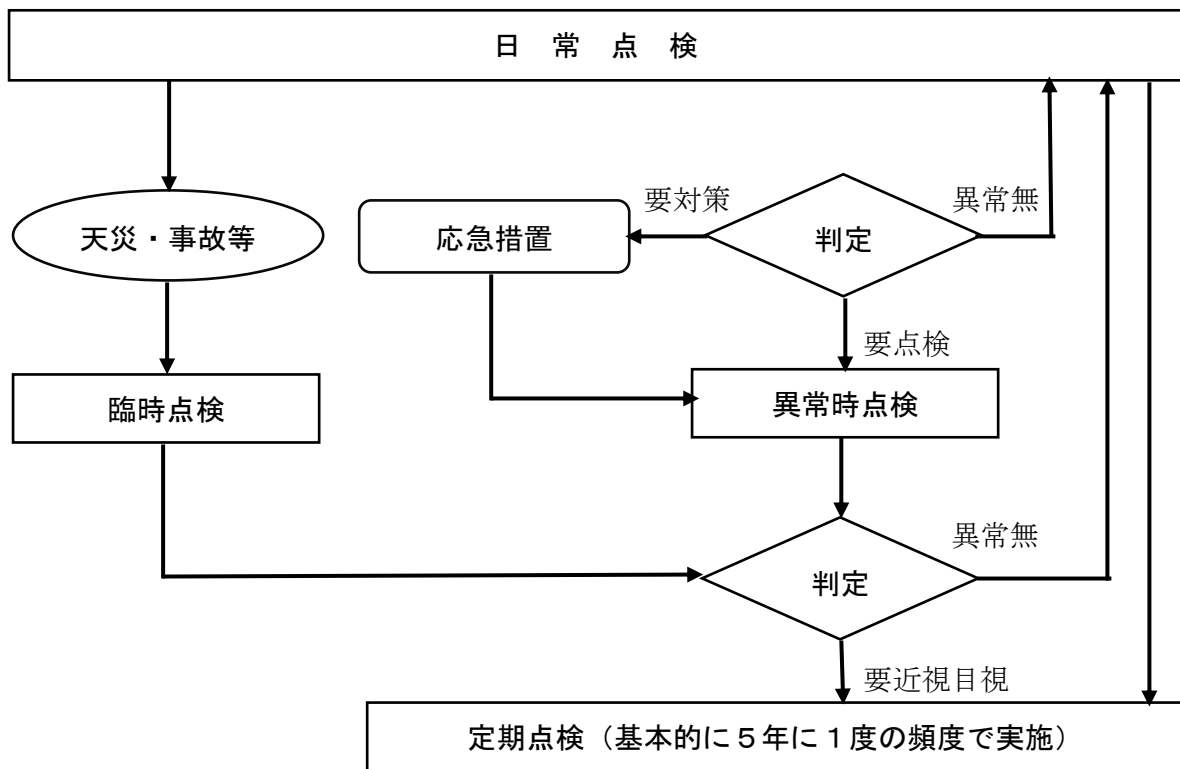 日 常 点 検
要対策
異常無
天災・事故等
応急措置
判定
要点検
臨時点検
異常時点検
異常無
判定
要近視目視
定期点検（基本的に５年に１度の頻度で実施）